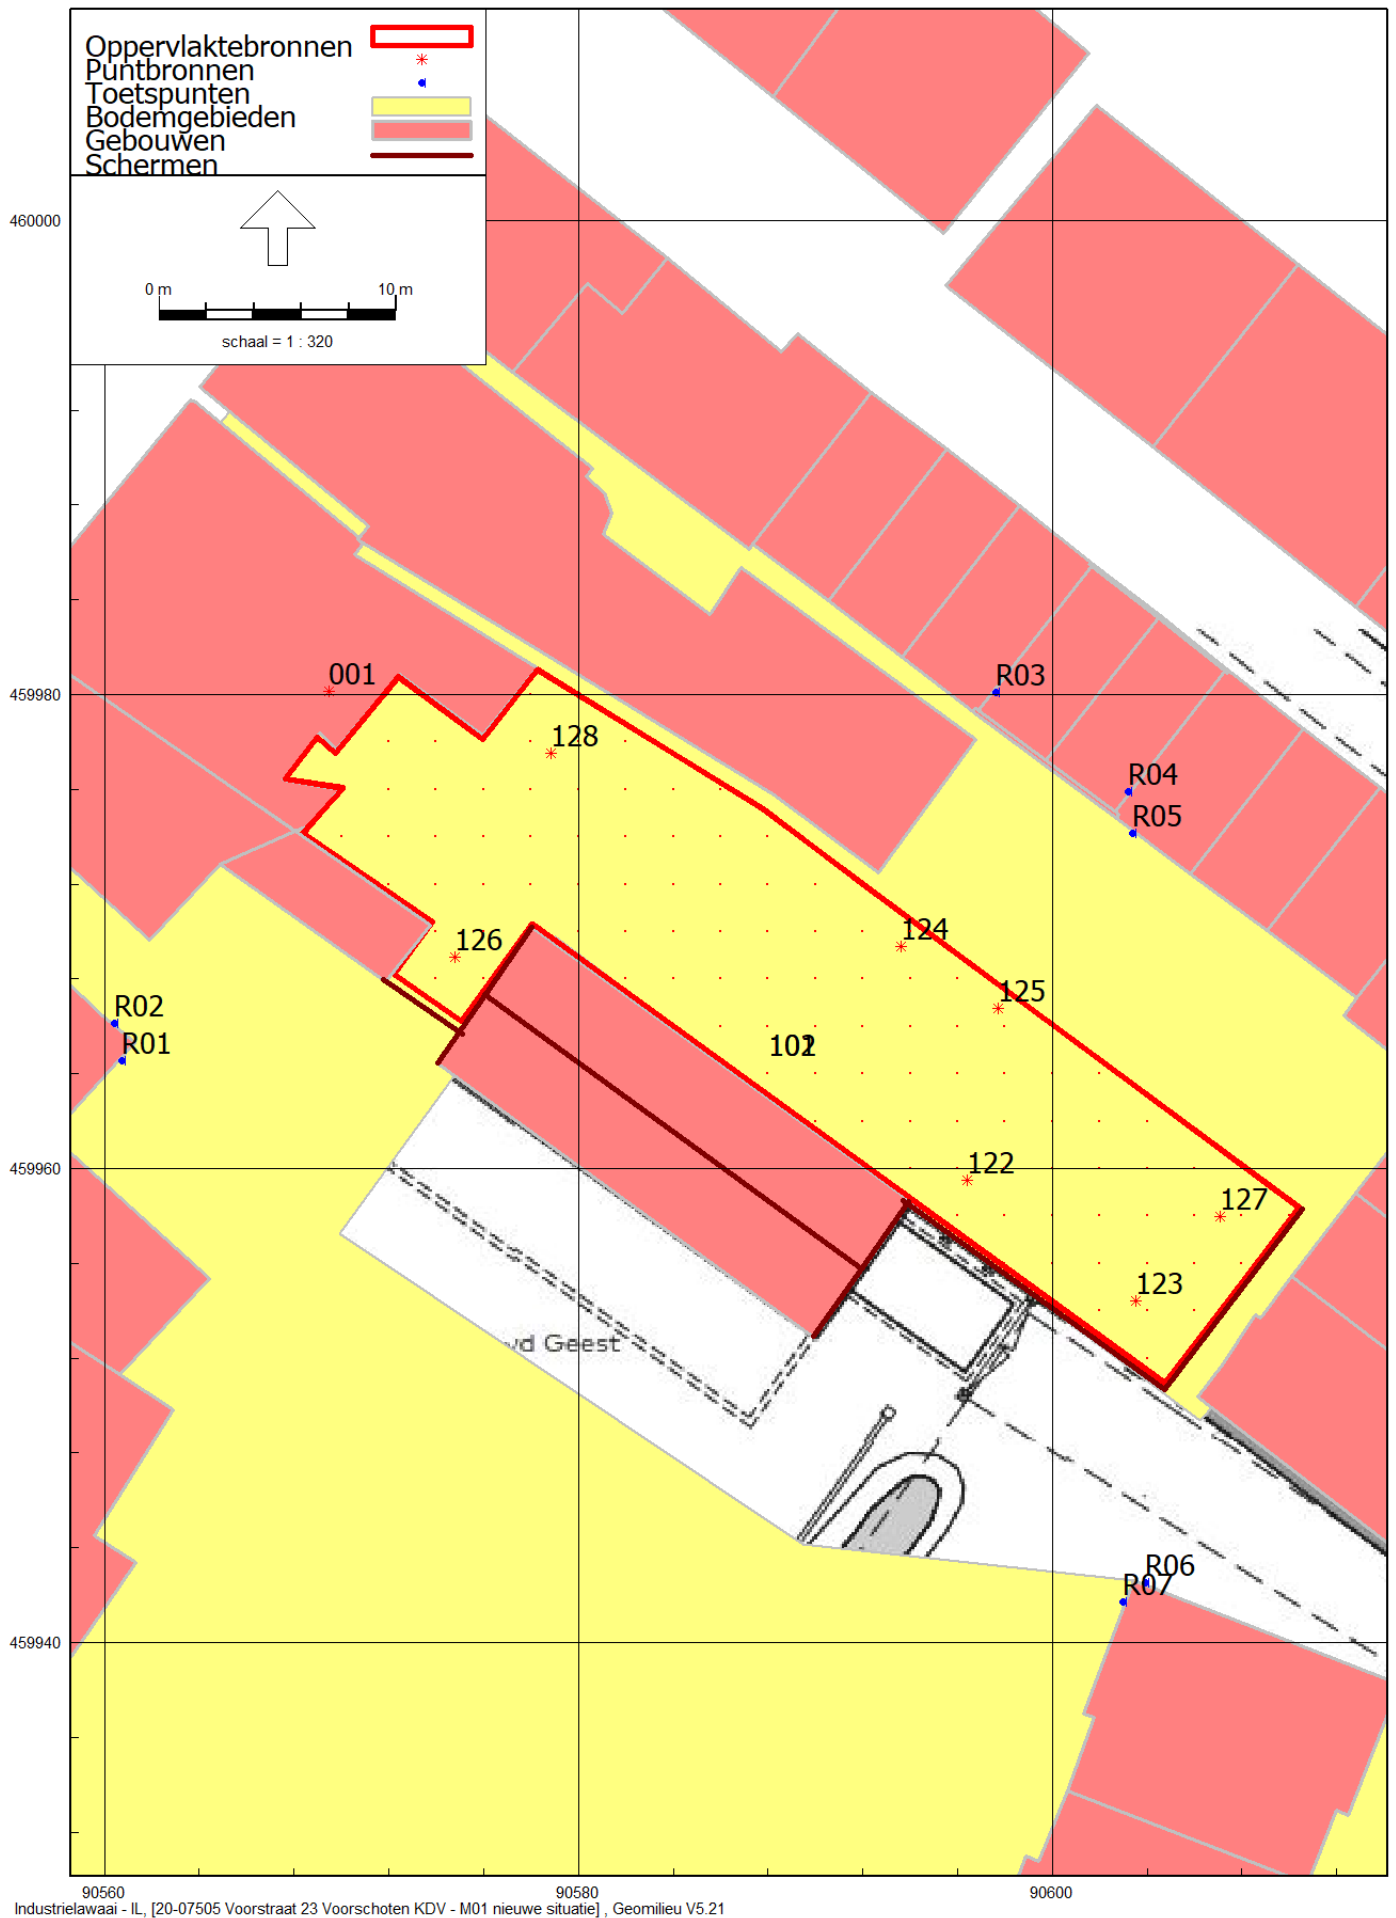 Oppervlaktebronnen
Puntbronnen
Toetspunten
Bodemgebieden
Gebouwen
Schermen
0 m 10 m
schaal = 1 : 320
460000
459980
459960
459940
90560 90580 90600
001
128
R03
R04
R05
124
126
125
R02
R01
122
127
123
Geest
R06
R07
Industrielawaai - IL, [20-07505 Voorstraat 23 Voorschoten KDV - M01 nieuwe situatie] , Geomilieu V5.21